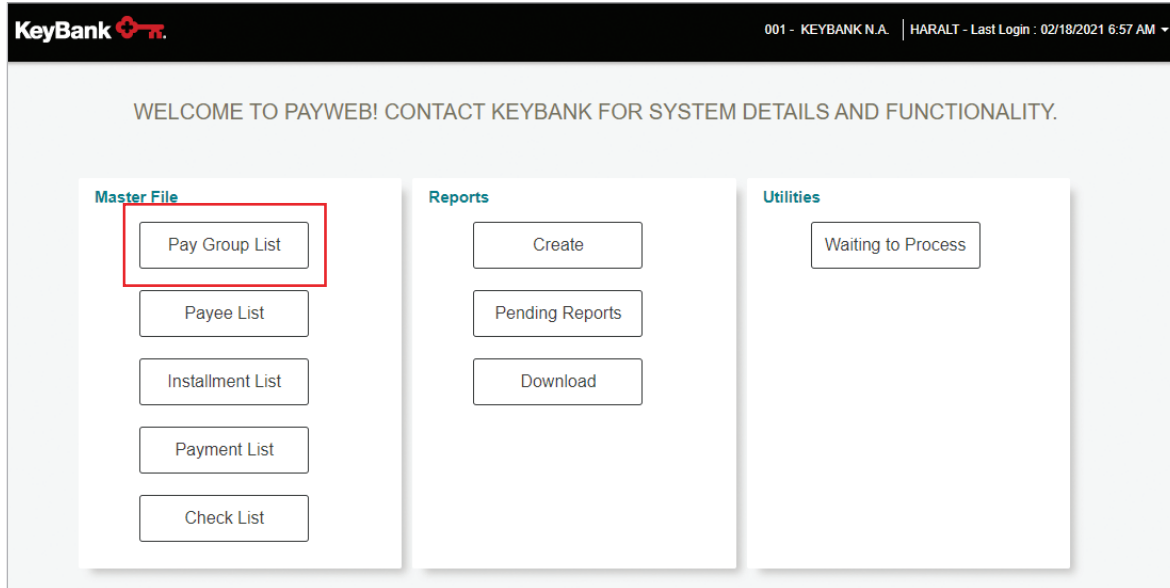 KeyBank
001 - KEYBANK N.A. HARALT - Last Login : 02/18/2021 6:57 AM
WELCOME TO PAYWEB! CONTACT KEYBANK FOR SYSTEM DETAILS AND FUNCTIONALITY.
Master File
Pay Group List
Payee List
Installment List
Payment List
Check List
Reports
Create
Pending Reports
Download
Utilities
Waiting to Process